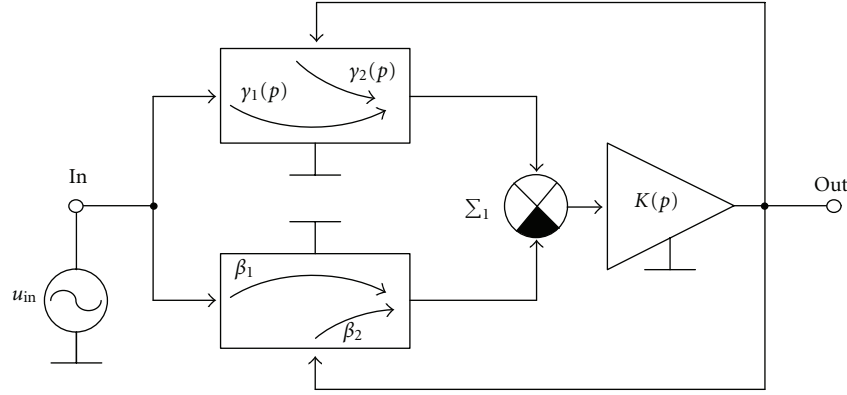 γ₂(p)
γ₁(p)
In
Σ₁
K(p)
Out
β₁
u_in
β₂